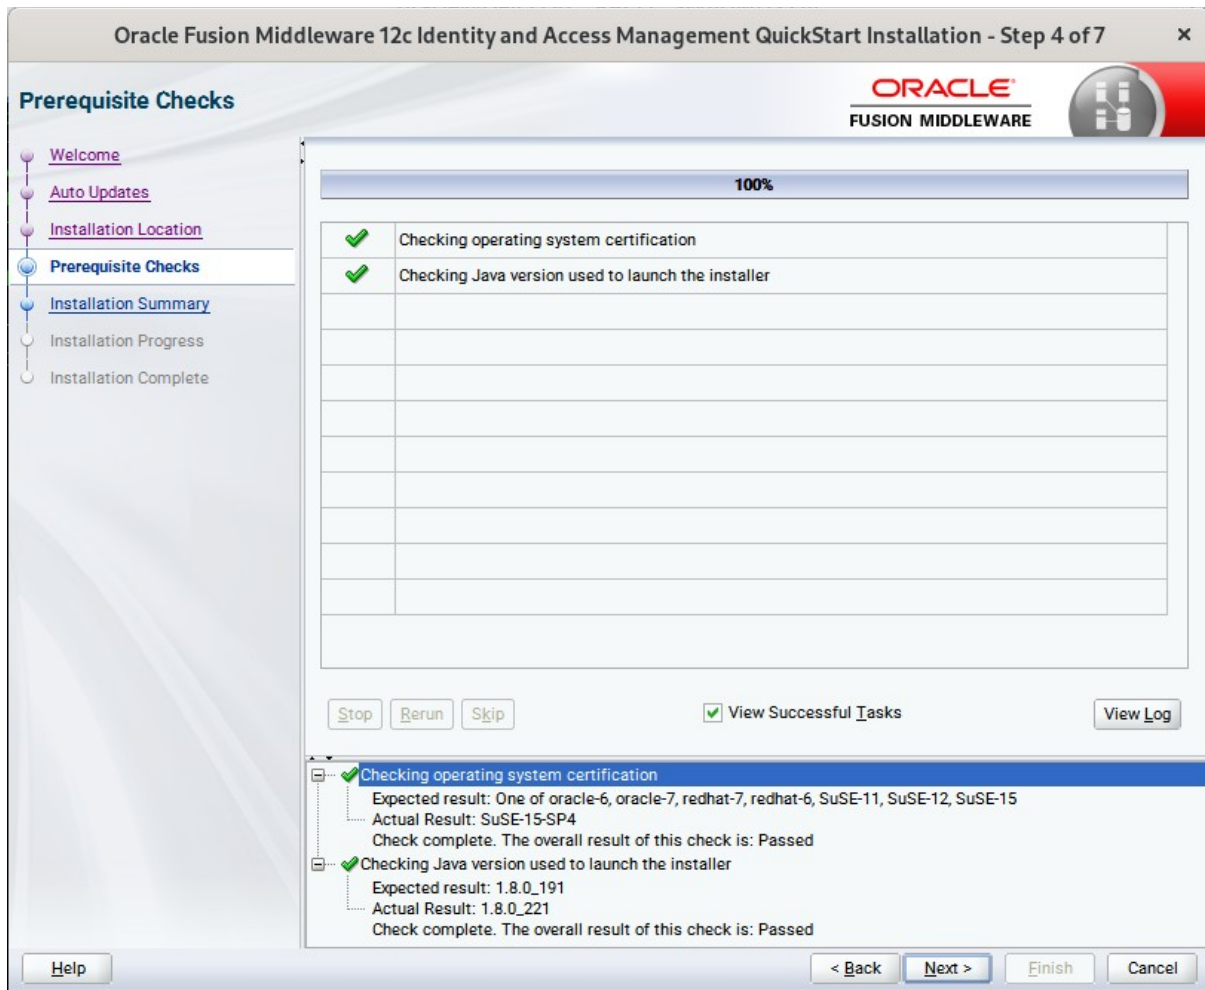 Oracle Fusion Middleware 12c Identity and Access Management QuickStart Installation - Step 4 of 7
Prerequisite Checks
ORACLE
FUSION MIDDLEWARE
Welcome
Auto Updates
Installation Location
Prerequisite Checks
Installation Summary
Installation Progress
Installation Complete
100%
Checking operating system certification
Checking Java version used to launch the installer
Stop Rerun Skip View Successful Tasks View Log
Checking operating system certification
Expected result: One of oracle-6, oracle-7, redhat-7, redhat-6, SuSE-11, SuSE-12, SuSE-15
Actual Result: SuSE-15-SP4
Check complete. The overall result of this check is: Passed
Checking Java version used to launch the installer
Expected result: 1.8.0_191
Actual Result: 1.8.0_221
Check complete. The overall result of this check is: Passed
Help < Back Next > Finish Cancel